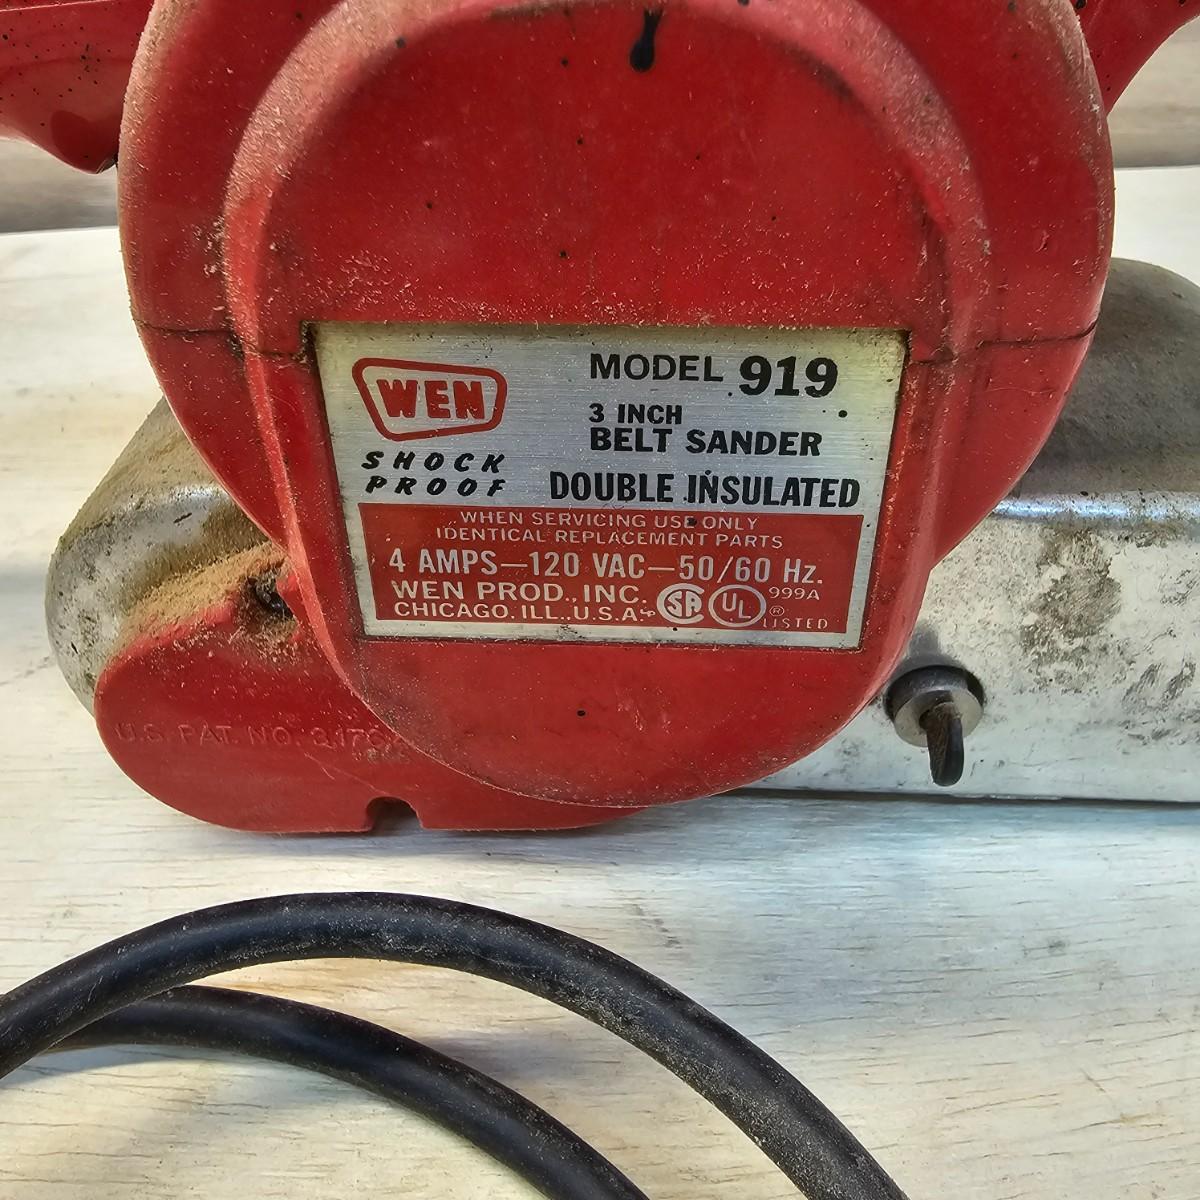 WEN
SHOCK
PROOF
MODEL 919
3 INCH
BELT SANDER
DOUBLE INSULATED
WHEN SERVICING USE ONLY
IDENTICAL REPLACEMENT PARTS
4 AMPS—120 VAC—50/60 Hz.
WEN PROD., INC.
CHICAGO. ILL., U.S.A.
SA
UL
®
999A
LISTED
U.S. PAT. NO.